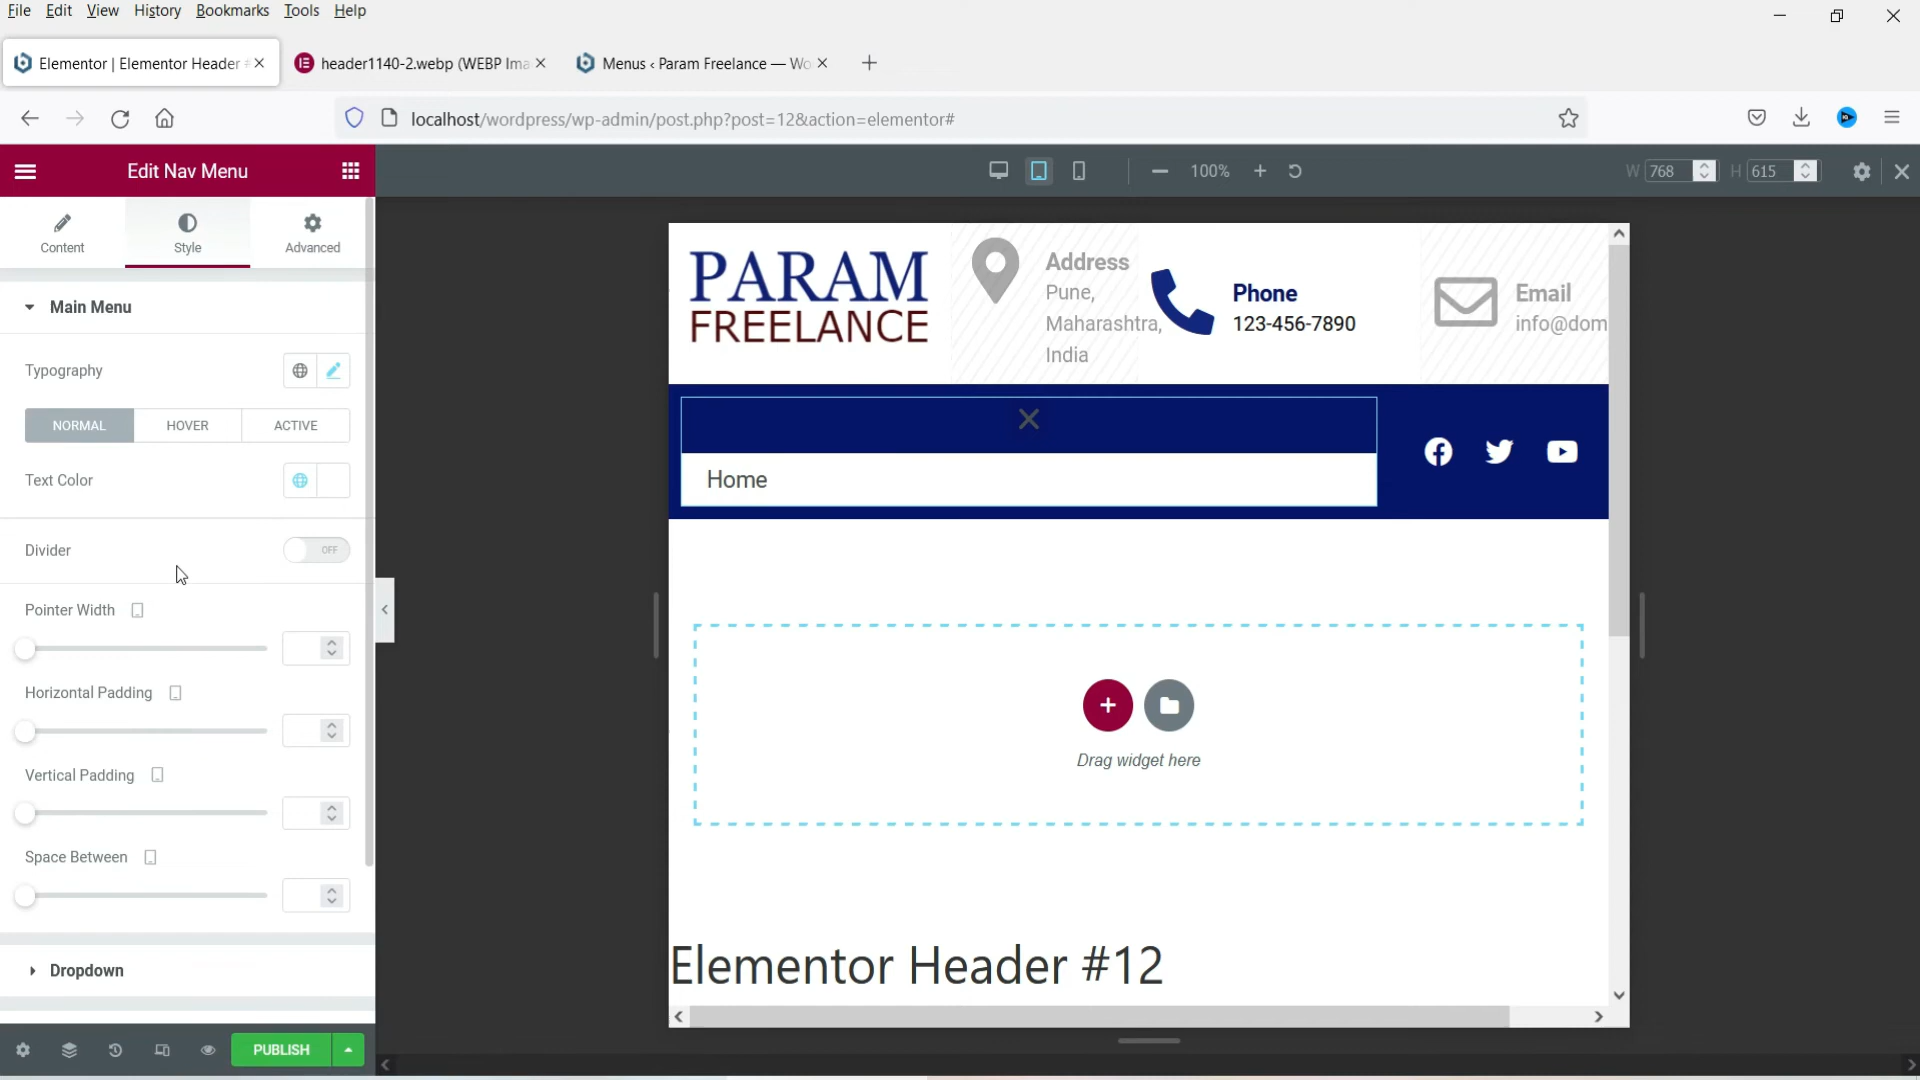 File Edit View History Bookmarks Tools Help
Elementor | Elementor Header #
header1140-2.webp (WEBP Ima
Menus ‹ Param Freelance — Wo
localhost/wordpress/wp-admin/post.php?post=12&action=elementor#
Edit Nav Menu
100%
W 768 H 615
Content Style Advanced
Main Menu
Typography
NORMAL HOVER ACTIVE
Text Color
Divider OFF
Pointer Width
Horizontal Padding
Vertical Padding
Space Between
Dropdown
PUBLISH
PARAM
FREELANCE
Address
Pune,
Maharashtra,
India
Phone
123-456-7890
Email
info@dom
Home
Drag widget here
Elementor Header #12